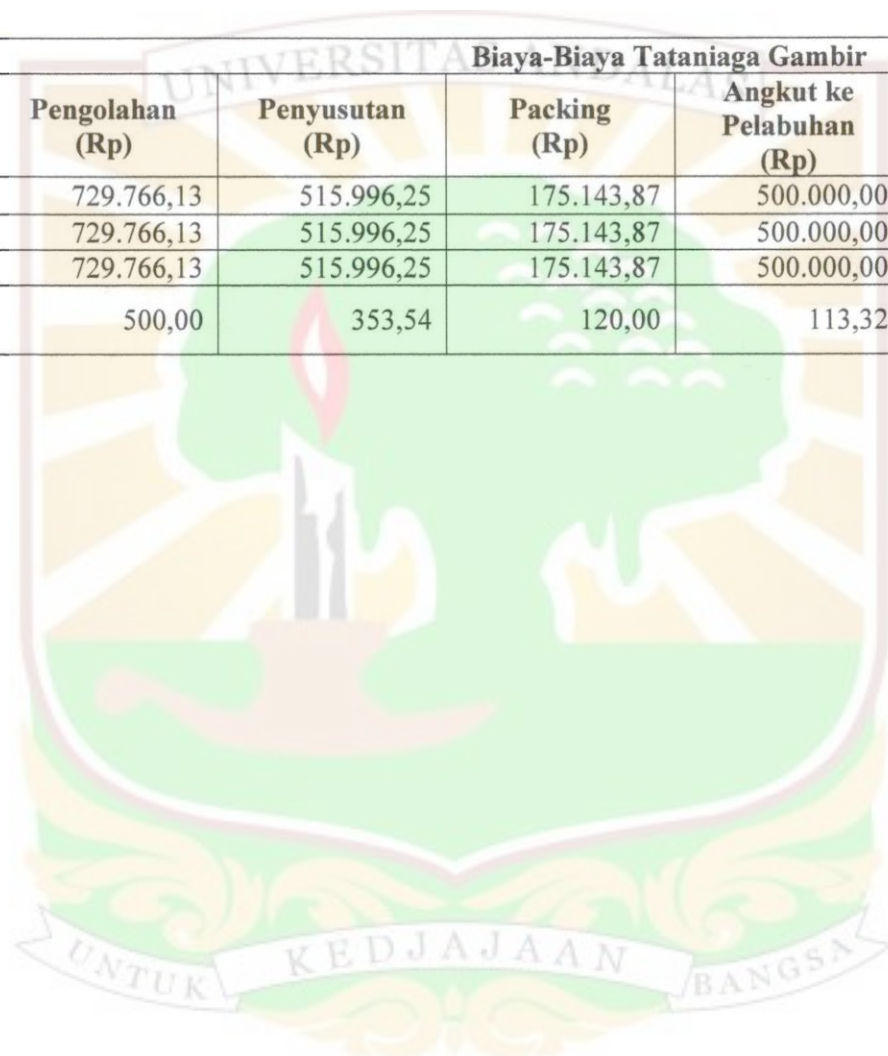 UNIVERSITAS ANDALAS
Biaya-Biaya Tataniaga Gambir
Pengolahan (Rp) Penyusutan (Rp) Packing (Rp) Angkut ke Pelabuhan (Rp)
729.766,13 515.996,25 175.143,87 500.000,00
729.766,13 515.996,25 175.143,87 500.000,00
729.766,13 515.996,25 175.143,87 500.000,00
500,00 353,54 120,00 113,32
UNTUK KEDJAJAAN BANGSA